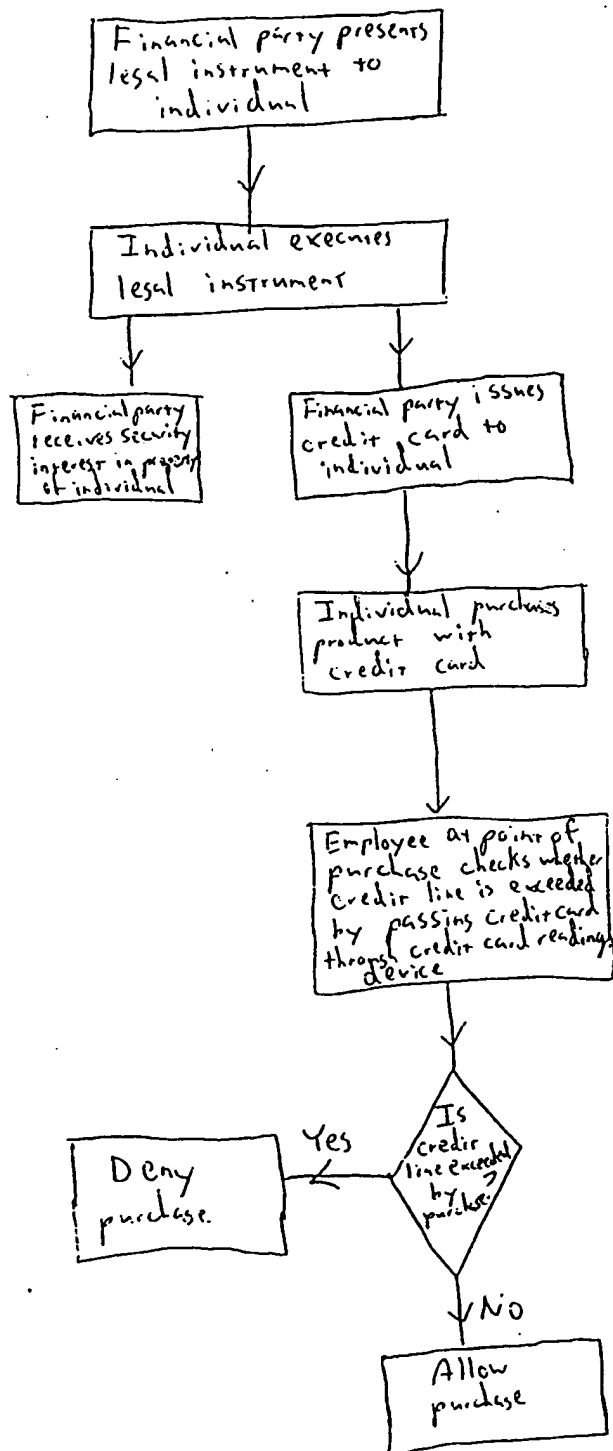 Financial party presents
legal instrument to
individual
Individual executes
legal instrument
Financial party
receives security
interest in property
of individual
Financial party issues
credit card to
individual
Individual purchases
product with
credit card
Employee at point of
purchase checks whether
credit line is exceeded
by passing credit card
through credit card reading
device
Is
credit
line exceeded
by
purchase?
Yes
Deny
purchase.
No
Allow
purchase